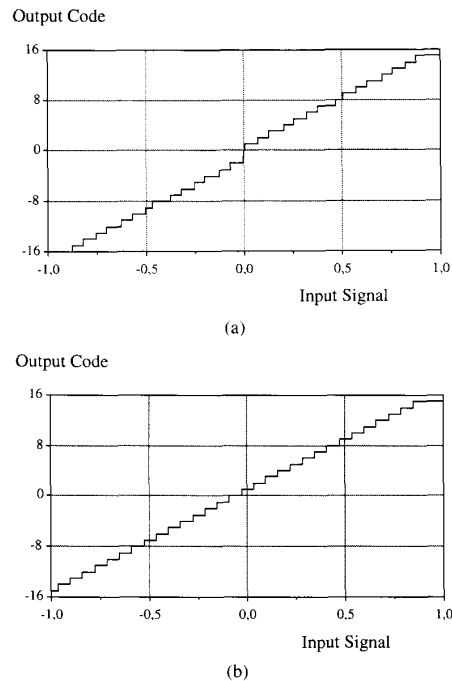 Output Code
16
8
0
-8
-16
-1,0 -0,5 0,0 0,5 1,0
Input Signal
(a)
Output Code
16
8
0
-8
-16
-1,0 -0,5 0,0 0,5 1,0
Input Signal
(b)